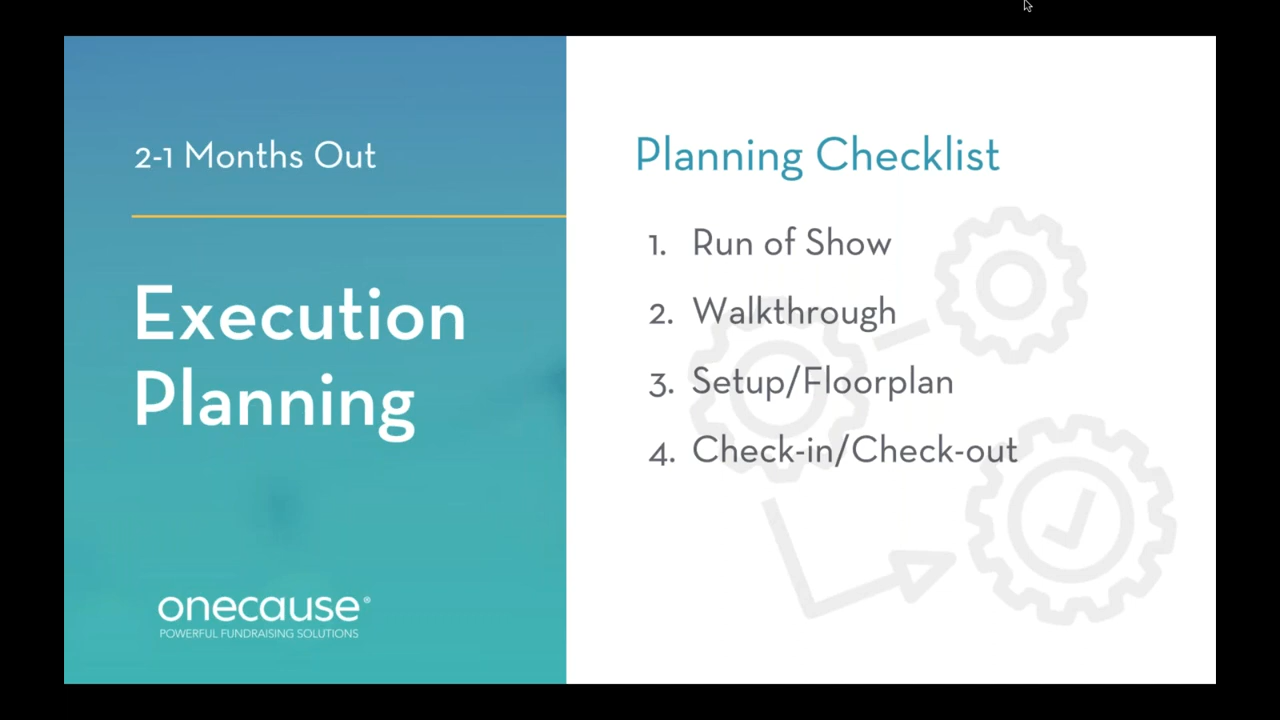 2-1 Months Out
Execution
Planning
onecause®
POWERFUL FUNDRAISING SOLUTIONS
Planning Checklist
1. Run of Show
2. Walkthrough
3. Setup/Floorplan
4. Check-in/Check-out